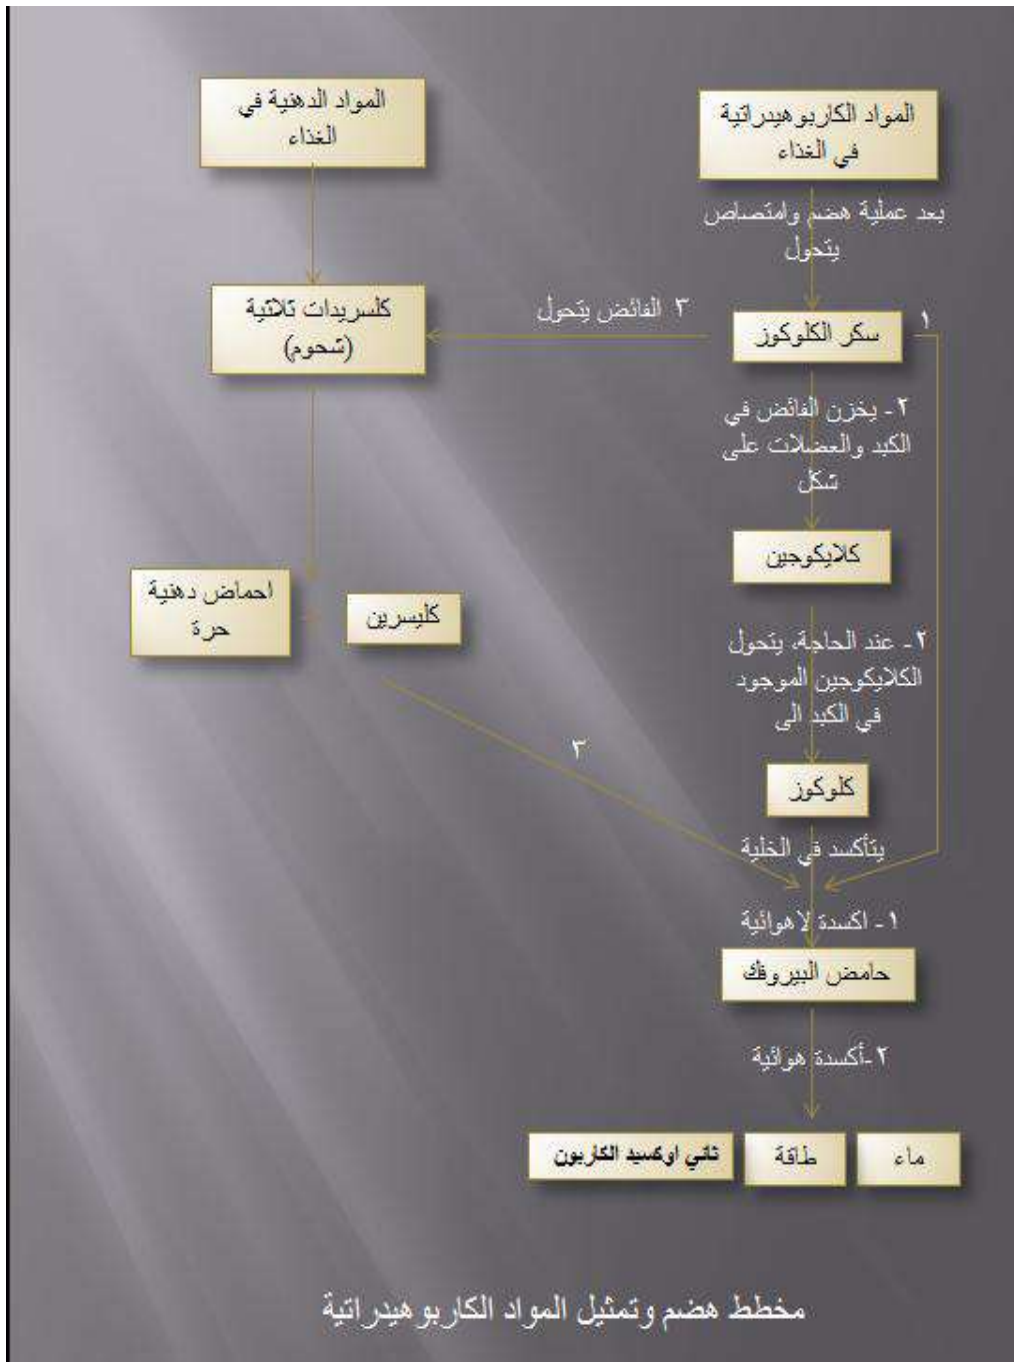 المواد الكاربوهيدراتية
في الغذاء
المواد الدهنية في
الغذاء
بعد عملية هضم وامتصاص
يتحول
سكر الكلوكوز
١
٣ الفائض يتحول
كلسريدات ثلاثية
(شحوم)
٢- يخزن الفائض في
الكبد والعضلات على
شكل
كلايكوجين
احماض دهنية
حرة
+
كليسرين
٢- عند الحاجة، يتحول
الكلايكوجين الموجود
في الكبد الى
٣
كلوكوز
يتأكسد في الخلية
١- اكسدة لاهوائية
حامض البيروفك
٢-أكسدة هوائية
ماء
طاقة
ثاني اوكسيد الكاربون
مخطط هضم وتمثيل المواد الكاربوهيدراتية